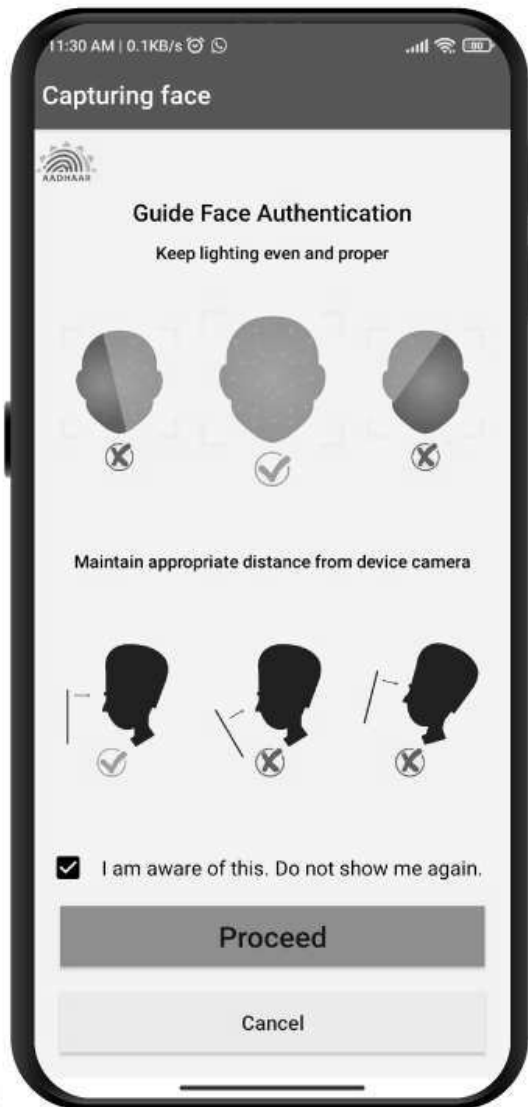 11:30 AM | 0.1KB/s
80
Capturing face
AADHAAR
Guide Face Authentication
Keep lighting even and proper
Maintain appropriate distance from device camera
I am aware of this. Do not show me again.
Proceed
Cancel